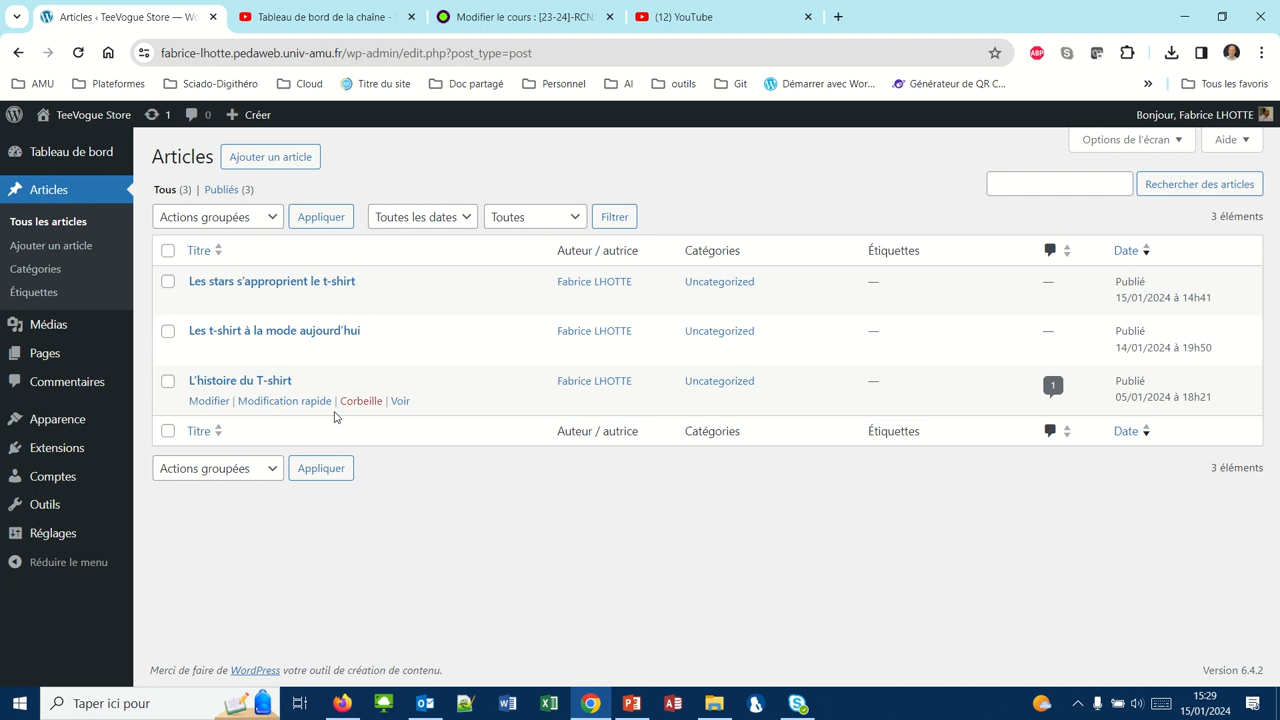 Articles ‹ TeeVogue Store — Wo
Tableau de bord de la chaîne -
Modifier le cours : [23-24]-RCN
(12) YouTube
fabrice-lhotte.pedaweb.univ-amu.fr/wp-admin/edit.php?post_type=post
ABP
AMU
Plateformes
Sciado-Digithéro
Cloud
Titre du site
Doc partagé
Personnel
AI
outils
Git
Démarrer avec Wor...
Générateur de QR C...
»
Tous les favoris
TeeVogue Store
1
0
Créer
Bonjour, Fabrice LHOTTE
Tableau de bord
Articles
Tous les articles
Ajouter un article
Catégories
Étiquettes
Médias
Pages
Commentaires
Apparence
Extensions
Comptes
Outils
Réglages
Réduire le menu
Articles
Ajouter un article
Options de l’écran
Aide
Tous (3) | Publiés (3)
Rechercher des articles
Actions groupées
Appliquer
Toutes les dates
Toutes
Filtrer
3 éléments
Titre
Auteur / autrice
Catégories
Étiquettes
Date
Les stars s’approprient le t-shirt
Fabrice LHOTTE
Uncategorized
—
—
Publié
15/01/2024 à 14h41
Les t-shirt à la mode aujourd’hui
Fabrice LHOTTE
Uncategorized
—
—
Publié
14/01/2024 à 19h50
L’histoire du T-shirt
Modifier | Modification rapide | Corbeille | Voir
Fabrice LHOTTE
Uncategorized
—
1
Publié
05/01/2024 à 18h21
Titre
Auteur / autrice
Catégories
Étiquettes
Date
Actions groupées
Appliquer
3 éléments
Merci de faire de WordPress votre outil de création de contenu.
Version 6.4.2
Taper ici pour
15:29
15/01/2024